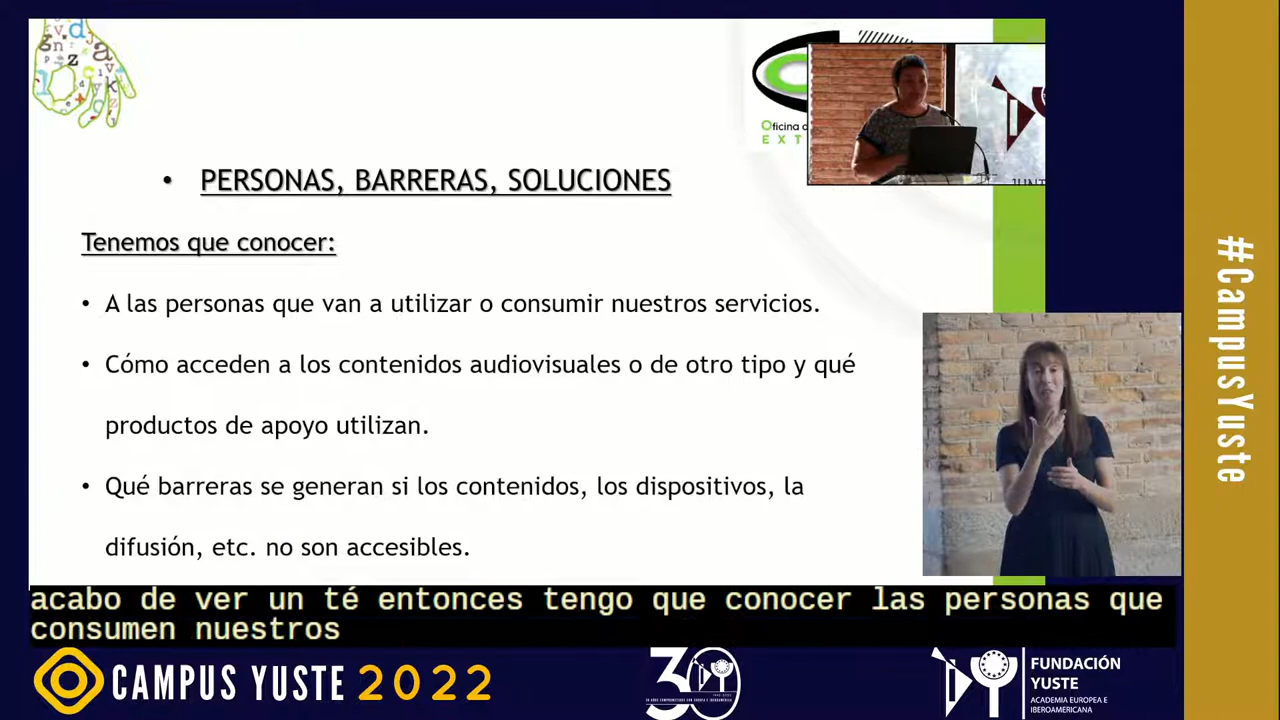 Oficina
EXT
• PERSONAS, BARRERAS, SOLUCIONES
Tenemos que conocer:
• A las personas que van a utilizar o consumir nuestros servicios.
• Cómo acceden a los contenidos audiovisuales o de otro tipo y qué
productos de apoyo utilizan.
• Qué barreras se generan si los contenidos, los dispositivos, la
difusión, etc. no son accesibles.
#CampusYuste
acabo de ver un té entonces tengo que conocer las personas que
consumen nuestros
CAMPUS YUSTE 2022
30
FUNDACIÓN
YUSTE
ACADEMIA EUROPEA E
IBEROAMERICANA